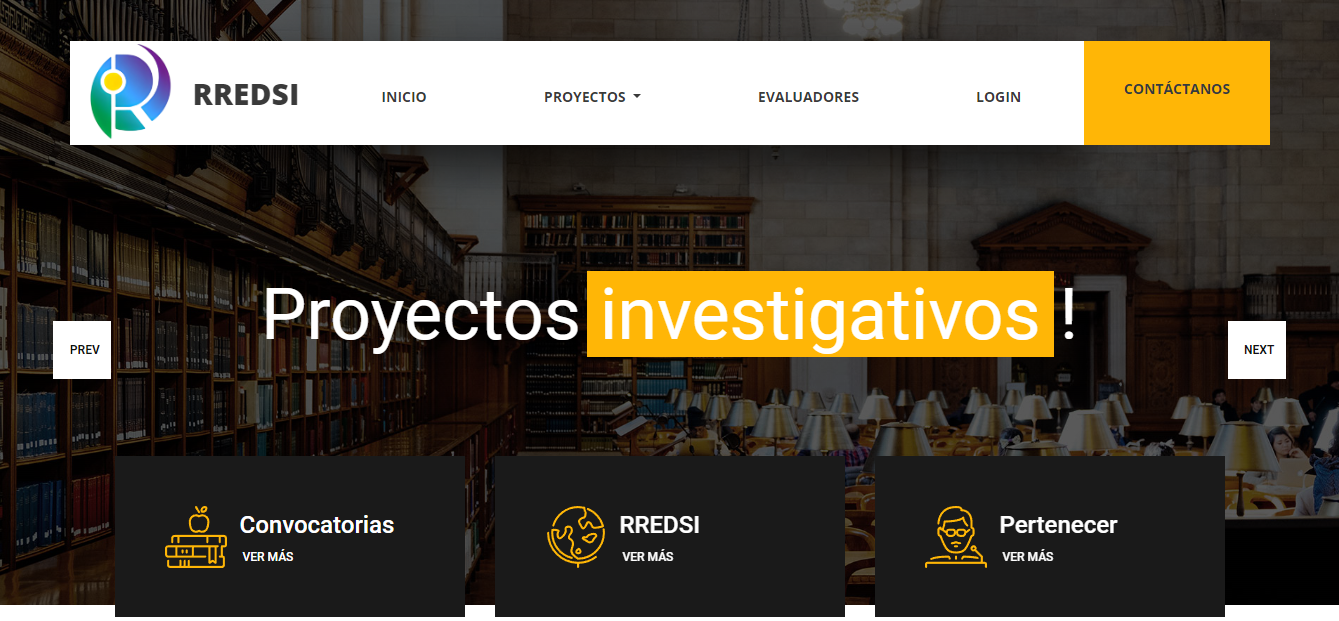 RREDSI
INICIO
PROYECTOS
EVALUADORES
LOGIN
CONTÁCTANOS
Proyectos investigativos !
PREV
NEXT
Convocatorias
VER MÁS
RREDSI
VER MÁS
Pertenecer
VER MÁS